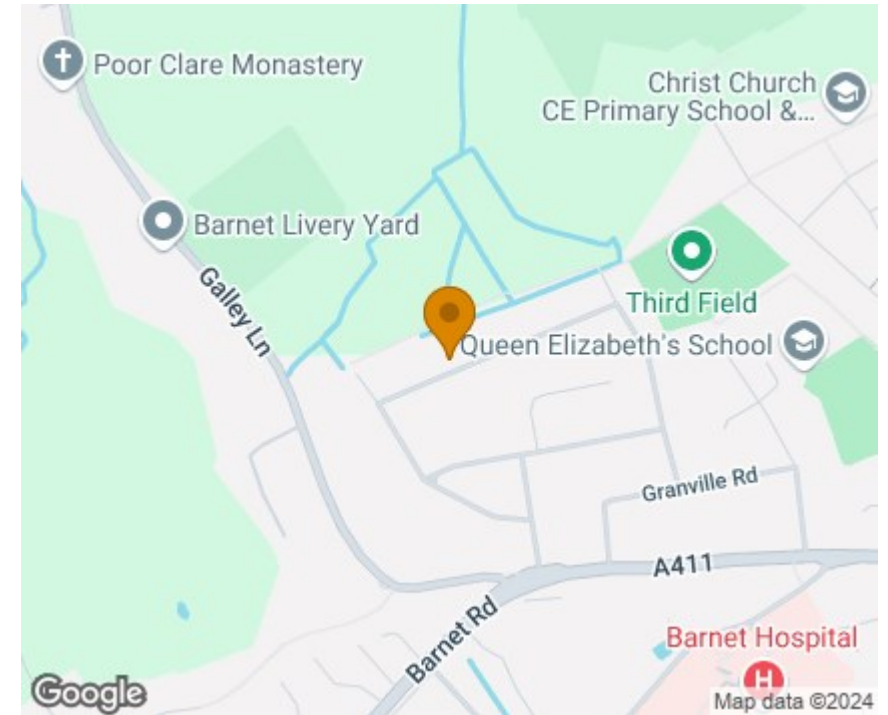 Poor Clare Monastery
Christ Church
CE Primary School &...
Barnet Livery Yard
Galley Ln
Third Field
Queen Elizabeth's School
Granville Rd
A411
Barnet Rd
Barnet Hospital
H
Google
Map data ©2024